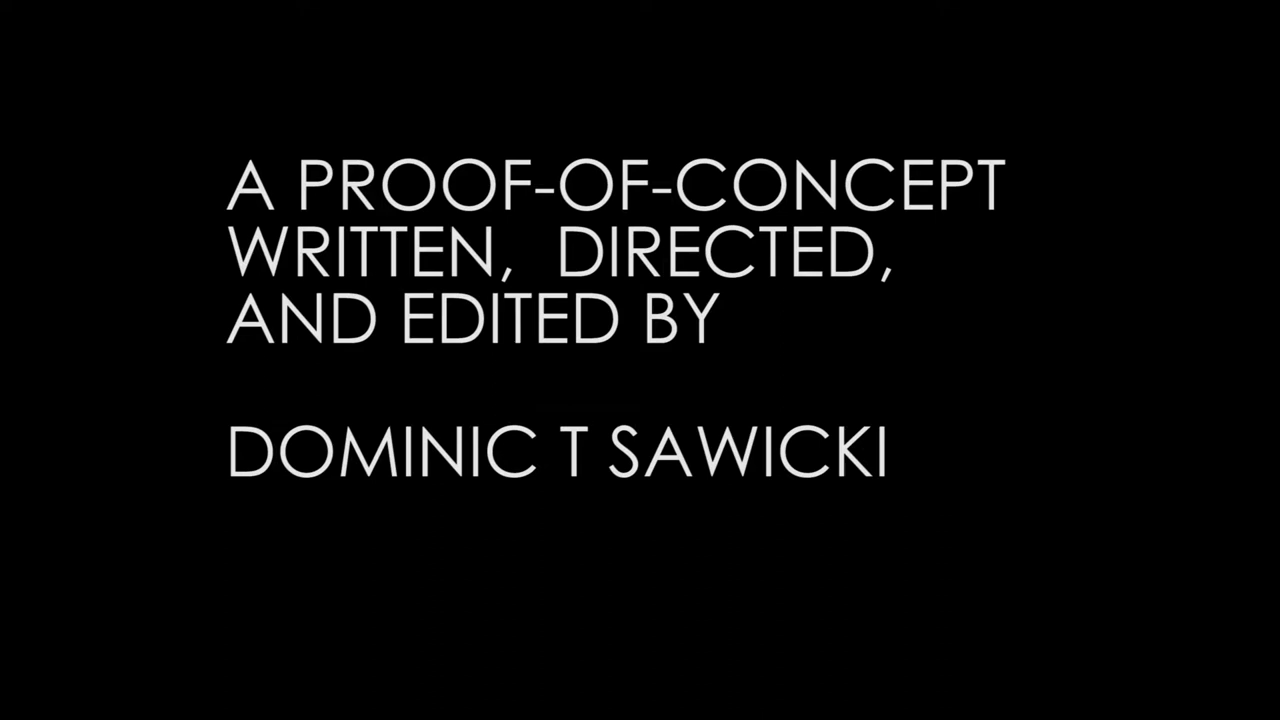 A PROOF-OF-CONCEPT
WRITTEN,  DIRECTED,
AND EDITED BY
DOMINIC T SAWICKI